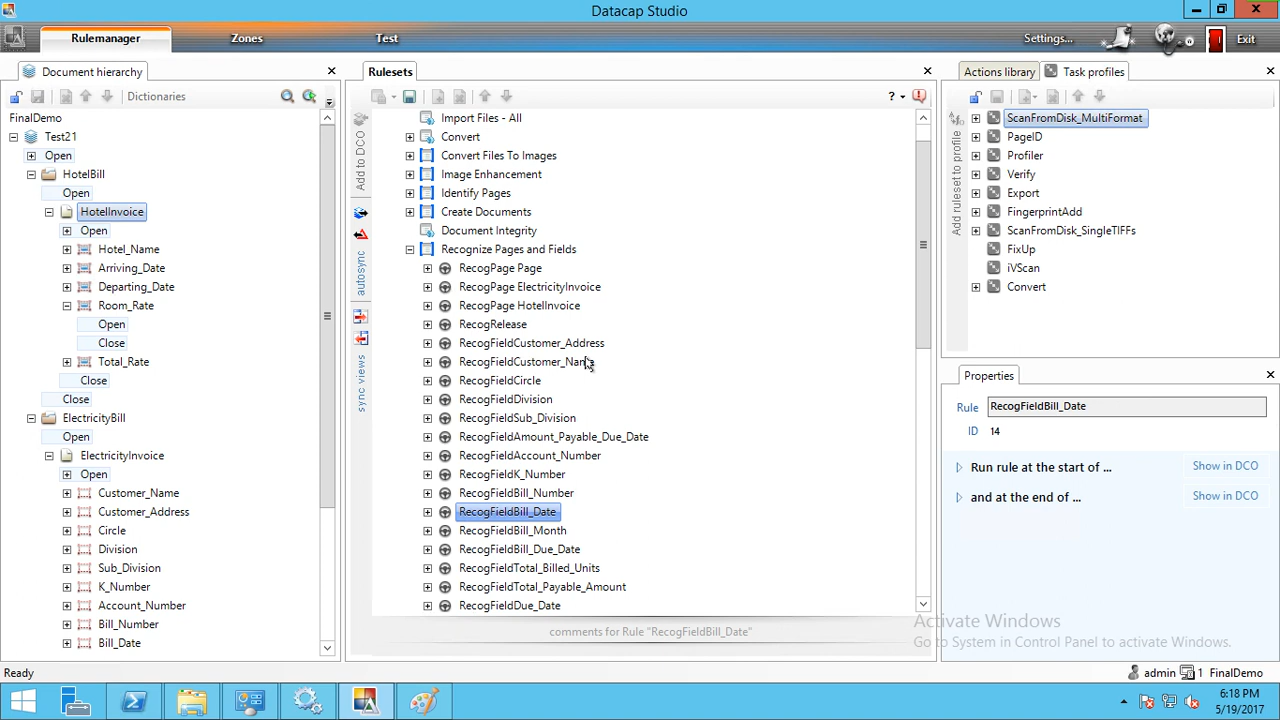 Datacap Studio
Rulemanager
Zones
Test
Settings...
Exit
Document hierarchy
Dictionaries
FinalDemo
Test21
Open
HotelBill
Open
HotelInvoice
Open
Hotel_Name
Arriving_Date
Departing_Date
Room_Rate
Open
Close
Total_Rate
Close
Close
ElectricityBill
Open
ElectricityInvoice
Open
Customer_Name
Customer_Address
Circle
Division
Sub_Division
K_Number
Account_Number
Bill_Number
Bill_Date
Rulesets
?
Add to DCO
autosync
sync views
Import Files - All
Convert
Convert Files To Images
Image Enhancement
Identify Pages
Create Documents
Document Integrity
Recognize Pages and Fields
RecogPage Page
RecogPage ElectricityInvoice
RecogPage HotelInvoice
RecogRelease
RecogFieldCustomer_Address
RecogFieldCustomer_Name
RecogFieldCircle
RecogFieldDivision
RecogFieldSub_Division
RecogFieldAmount_Payable_Due_Date
RecogFieldAccount_Number
RecogFieldK_Number
RecogFieldBill_Number
RecogFieldBill_Date
RecogFieldBill_Month
RecogFieldBill_Due_Date
RecogFieldTotal_Billed_Units
RecogFieldTotal_Payable_Amount
RecogFieldDue_Date
comments for Rule "RecogFieldBill_Date"
Actions library
Task profiles
Add ruleset to profile
ScanFromDisk_MultiFormat
PageID
Profiler
Verify
Export
FingerprintAdd
ScanFromDisk_SingleTIFFs
FixUp
iVScan
Convert
Properties
Rule RecogFieldBill_Date
ID 14
Run rule at the start of ... Show in DCO
and at the end of ... Show in DCO
Activate Windows
Go to System in Control Panel to activate Windows.
Ready
admin
1
FinalDemo
6:18 PM
5/19/2017